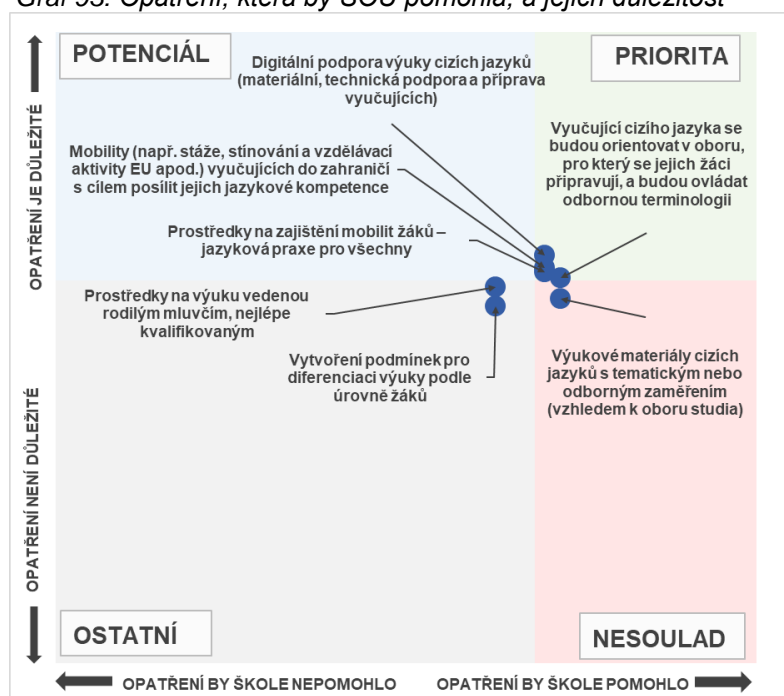 Graf 93: Opatření, která by SOŠ pomohla, a jejich důležitost
POTENCIÁL
Digitální podpora výuky cizích jazyků
(materiální, technická podpora a příprava
vyučujících)
PRIORITA
Vyučující cizího jazyka se
budou orientovat v oboru,
pro který se jejich žáci
připravují, a budou ovládat
odbornou terminologii
Mobility (např. stáže, stínování a vzdělávací
aktivity EU apod.) vyučujících do zahraničí
s cílem posílit jejich jazykové kompetence
Prostředky na zajištění mobilit žáků –
jazyková praxe pro všechny
OPATŘENÍ JE DŮLEŽITÉ
Prostředky na výuku vedenou
rodilým mluvčím, nejlépe
kvalifikovaným
Vytvoření podmínek pro
diferenciaci výuky podle
úrovně žáků
Výukové materiály cizích
jazyků s tematickým nebo
odborným zaměřením
(vzhledem k oboru studia)
OPATŘENÍ NENÍ DŮLEŽITÉ
OSTATNÍ
NESOULAD
OPATŘENÍ BY ŠKOLE NEPOMOHLO
OPATŘENÍ BY ŠKOLE POMOHLO